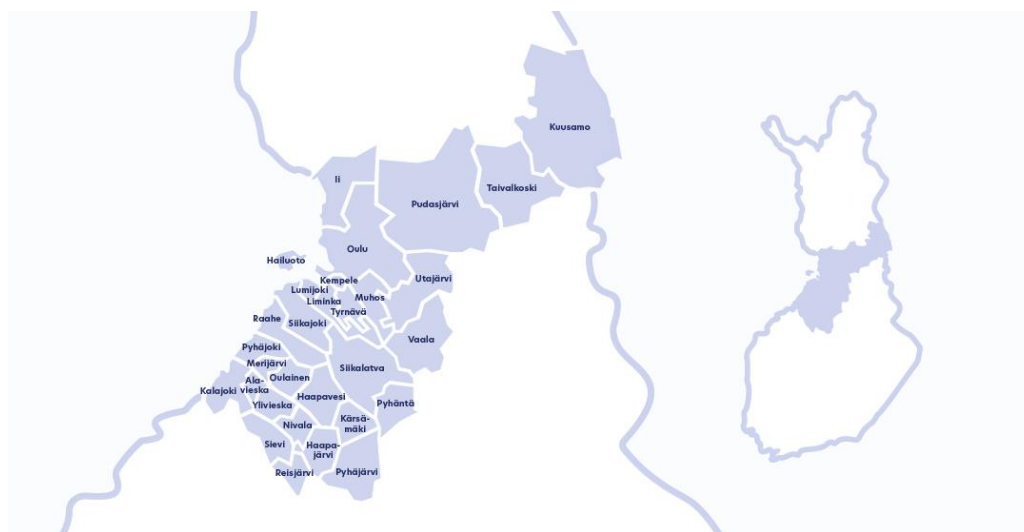 Kuusamo
Ii
Taivalkoski
Pudasjärvi
Oulu
Hailuoto
Utajärvi
Kempele
Lumijoki
Muhos
Liminka
Tyrnävä
Raahe
Siikajoki
Vaala
Pyhäjoki
Merijärvi
Siikalatva
Oulainen
Ala-
vieska
Kalajoki
Haapavesi
Pyhäntä
Ylivieska
Kärsä-
mäki
Nivala
Sievi
Haapa-
järvi
Reisjärvi
Pyhäjärvi